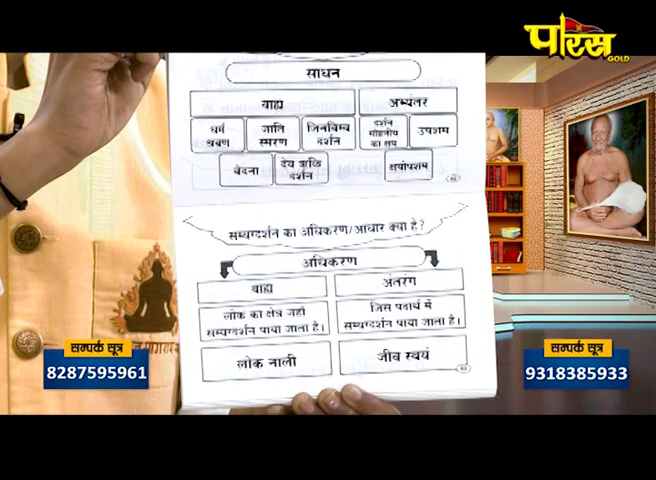 पारस
GOLD
साधन
बाह्य
अभ्यंतर
धर्म श्रवण
जाति स्मरण
जिनबिम्ब दर्शन
दर्शन मोहनीय का क्षय
उपशम
वेदना
देव ऋद्धि दर्शन
क्षयोपशम
62
सम्यग्दर्शन का अधिकरण/आधार क्या है?
अधिकरण
बाह्य
अंतरंग
लोक का क्षेत्र जहाँ
सम्यग्दर्शन पाया जाता है।
जिस पदार्थ में
सम्यग्दर्शन पाया जाता है।
लोक नाली
जीव स्वयं
63
सम्पर्क सूत्र
8287595961
सम्पर्क सूत्र
9318385933